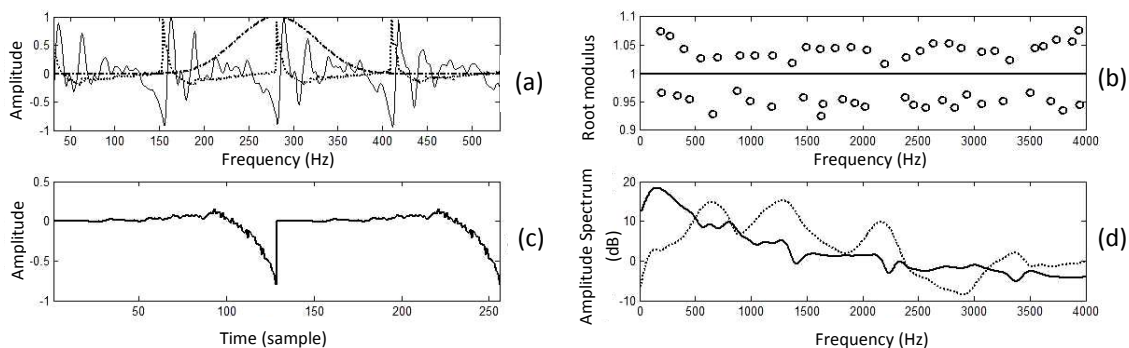 1
0.5
0
-0.5
-1
Amplitude
50 100 150 200 250 300 350 400 450 500
Frequency (Hz)
(a)
1.1
1.05
1
0.95
0.9
Root modulus
0 500 1000 1500 2000 2500 3000 3500 4000
Frequency (Hz)
(b)
0.5
0
-0.5
-1
Amplitude
50 100 150 200 250
Time (sample)
(c)
20
10
0
-10
Amplitude Spectrum
(dB)
0 500 1000 1500 2000 2500 3000 3500 4000
Frequency (Hz)
(d)